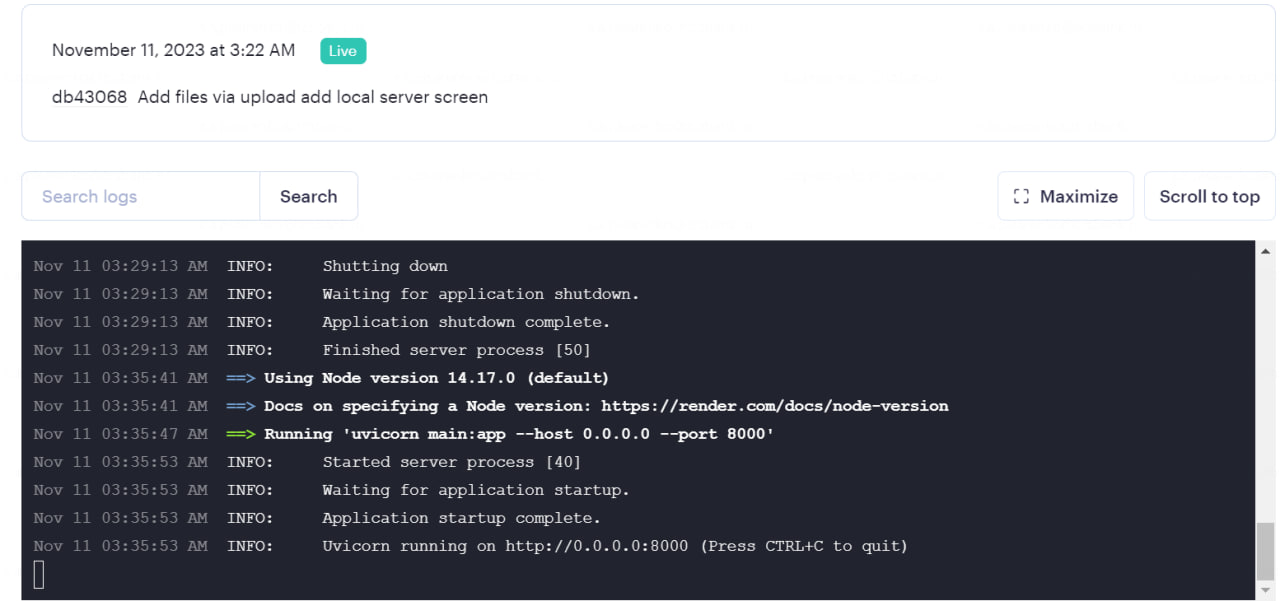 November 11, 2023 at 3:22 AM Live
db43068 Add files via upload add local server screen
Search logs Search Maximize Scroll to top
Nov 11 03:29:13 AM INFO: Shutting down
Nov 11 03:29:13 AM INFO: Waiting for application shutdown.
Nov 11 03:29:13 AM INFO: Application shutdown complete.
Nov 11 03:29:13 AM INFO: Finished server process [50]
Nov 11 03:35:41 AM ==> Using Node version 14.17.0 (default)
Nov 11 03:35:41 AM ==> Docs on specifying a Node version: https://render.com/docs/node-version
Nov 11 03:35:47 AM ==> Running 'uvicorn main:app --host 0.0.0.0 --port 8000'
Nov 11 03:35:53 AM INFO: Started server process [40]
Nov 11 03:35:53 AM INFO: Waiting for application startup.
Nov 11 03:35:53 AM INFO: Application startup complete.
Nov 11 03:35:53 AM INFO: Uvicorn running on http://0.0.0.0:8000 (Press CTRL+C to quit)